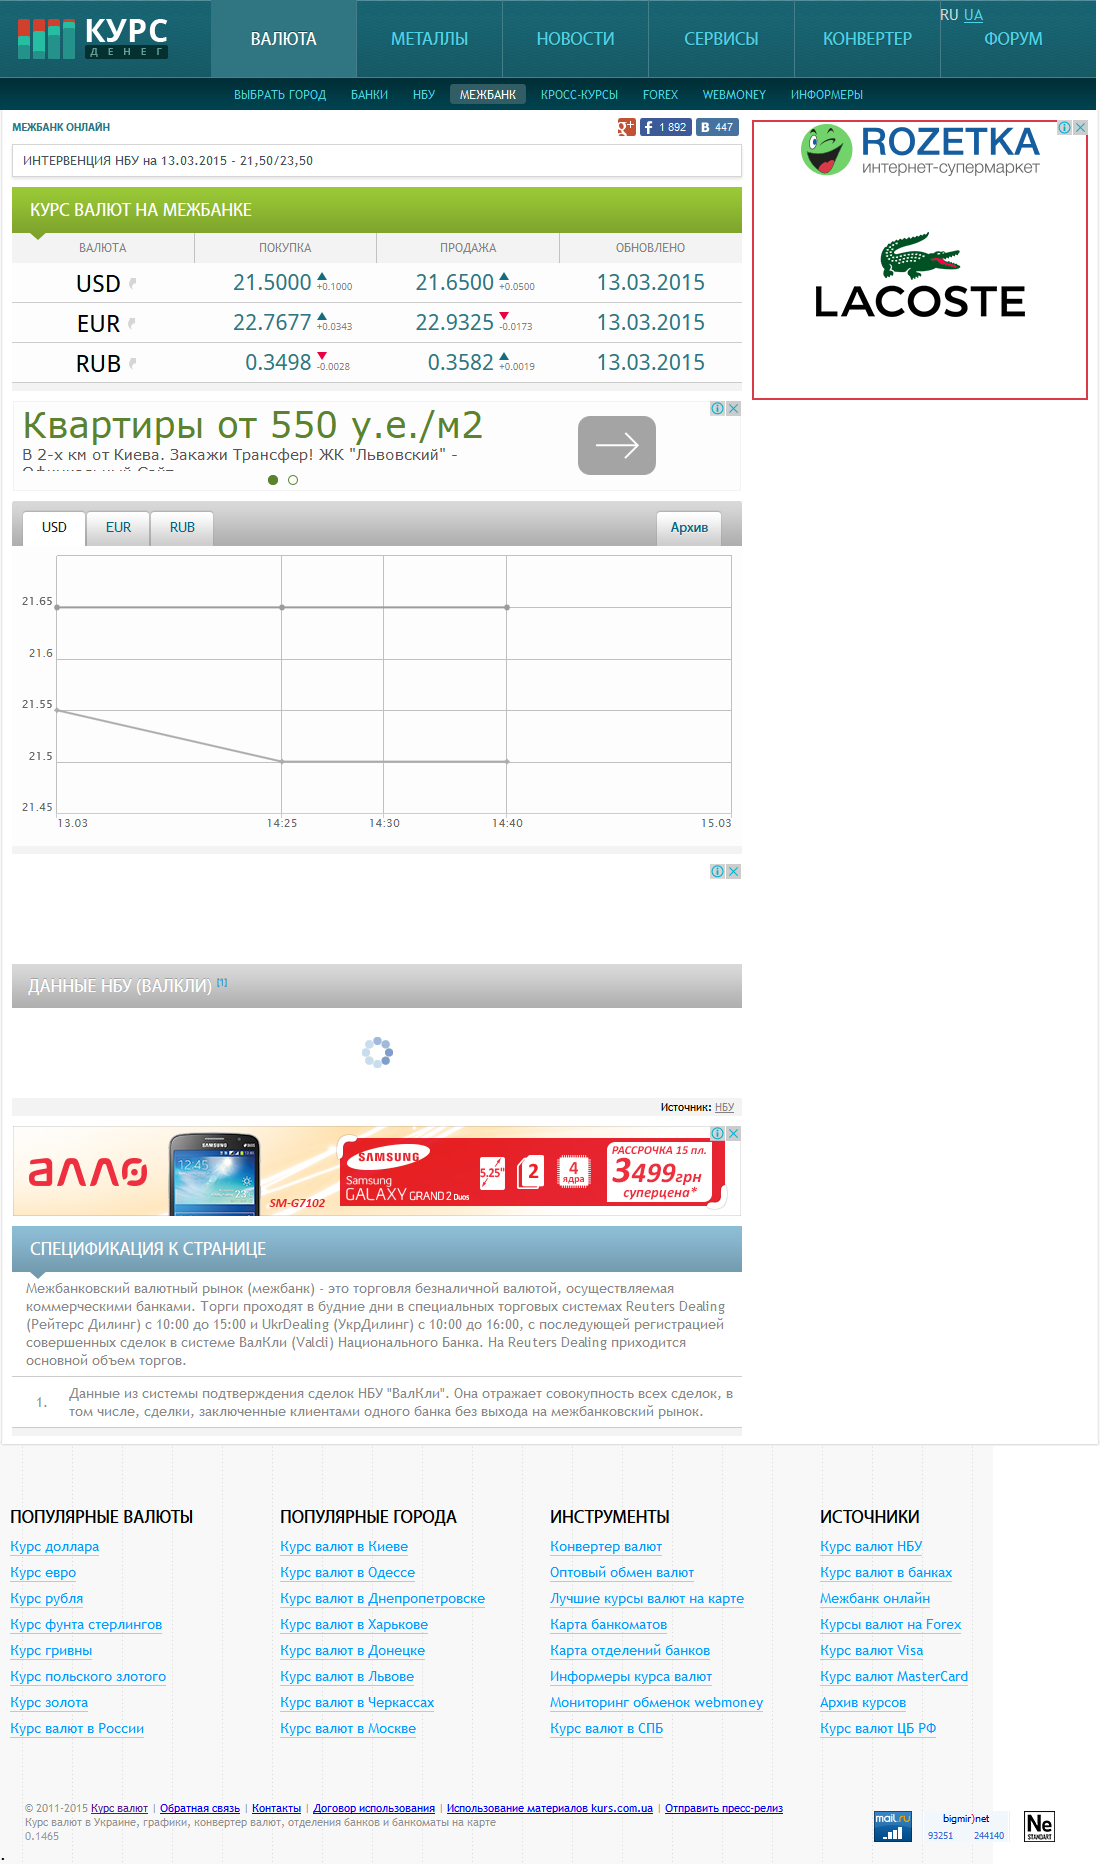 КУРС
ДЕНЕГ
ВАЛЮТА
МЕТАЛЛЫ
НОВОСТИ
СЕРВИСЫ
КОНВЕРТЕР
RU UA
ФОРУМ
ВЫБРАТЬ ГОРОД БАНКИ НБУ МЕЖБАНК КРОСС-КУРСЫ FOREX WEBMONEY ИНФОРМЕРЫ
МЕЖБАНК ОНЛАЙН
g+ f 1 892 B 447
ИНТЕРВЕНЦИЯ НБУ на 13.03.2015 - 21,50/23,50
ROZETKA
интернет-супермаркет
LACOSTE
КУРС ВАЛЮТ НА МЕЖБАНКЕ
ВАЛЮТА ПОКУПКА ПРОДАЖА ОБНОВЛЕНО
USD 21.5000 +0.1000 21.6500 +0.0500 13.03.2015
EUR 22.7677 +0.0343 22.9325 -0.0173 13.03.2015
RUB 0.3498 -0.0028 0.3582 +0.0019 13.03.2015
Квартиры от 550 у.е./м2
В 2-х км от Киева. Закажи Трансфер! ЖК "Львовский" -
Официальный Сайт
USD EUR RUB Архив
21.65
21.6
21.55
21.5
21.45
13.03 14:25 14:30 14:40 15.03
ДАННЫЕ НБУ (ВАЛКЛИ) [1]
Источник: НБУ
алло
SAMSUNG
12:45
23°
SM-G7102
SAMSUNG
Samsung
GALAXY GRAND 2 Duos
5.25"
2
4
ядра
РАССРОЧКА 15 пл.
3499грн
суперцена*
СПЕЦИФИКАЦИЯ К СТРАНИЦЕ
Межбанковский валютный рынок (межбанк) - это торговля безналичной валютой, осуществляемая
коммерческими банками. Торги проходят в будние дни в специальных торговых системах Reuters Dealing
(Рейтерс Дилинг) с 10:00 до 15:00 и UkrDealing (УкрДилинг) с 10:00 до 16:00, с последующей регистрацией
совершенных сделок в системе ВалКли (Valcli) Национального Банка. На Reuters Dealing приходится
основной объем торгов.
1. Данные из системы подтверждения сделок НБУ "ВалКли". Она отражает совокупность всех сделок, в
том числе, сделки, заключенные клиентами одного банка без выхода на межбанковский рынок.
ПОПУЛЯРНЫЕ ВАЛЮТЫ
Курс доллара
Курс евро
Курс рубля
Курс фунта стерлингов
Курс гривны
Курс польского злотого
Курс золота
Курс валют в России
ПОПУЛЯРНЫЕ ГОРОДА
Курс валют в Киеве
Курс валют в Одессе
Курс валют в Днепропетровске
Курс валют в Харькове
Курс валют в Донецке
Курс валют в Львове
Курс валют в Черкассах
Курс валют в Москве
ИНСТРУМЕНТЫ
Конвертер валют
Оптовый обмен валют
Лучшие курсы валют на карте
Карта банкоматов
Карта отделений банков
Информеры курса валют
Мониторинг обменок webmoney
Курс валют в СПБ
ИСТОЧНИКИ
Курс валют НБУ
Курс валют в банках
Межбанк онлайн
Курсы валют на Forex
Курс валют Visa
Курс валют MasterCard
Архив курсов
Курс валют ЦБ РФ
© 2011-2015 Курс валют | Обратная связь | Контакты | Договор использования | Использование материалов kurs.com.ua | Отправить пресс-релиз
Курс валют в Украине, графики, конвертер валют, отделения банков и банкоматы на карте
0.1465
mail.ru
bigmir)net
93251 244140
Ne
STANDART
.